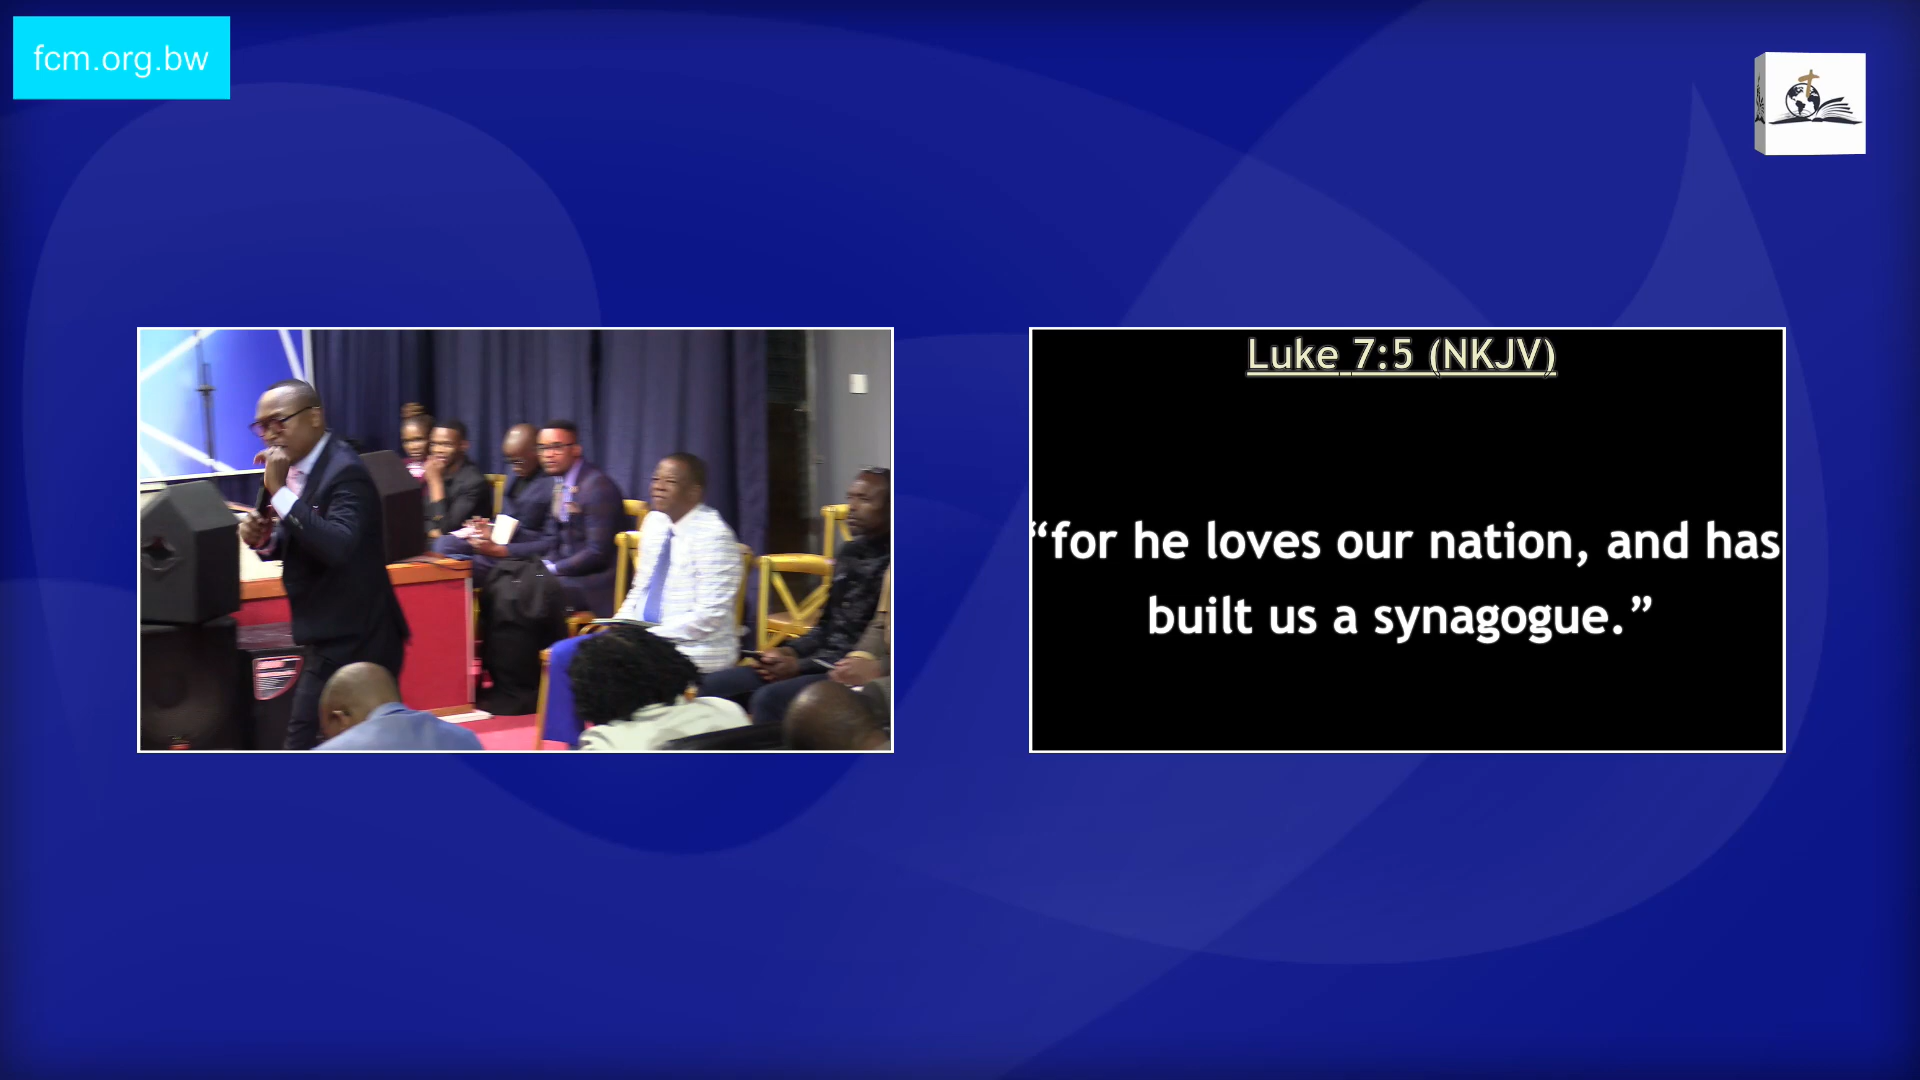 fcm.org.bw
Luke 7:5 (NKJV)
“for he loves our nation, and has
built us a synagogue.”